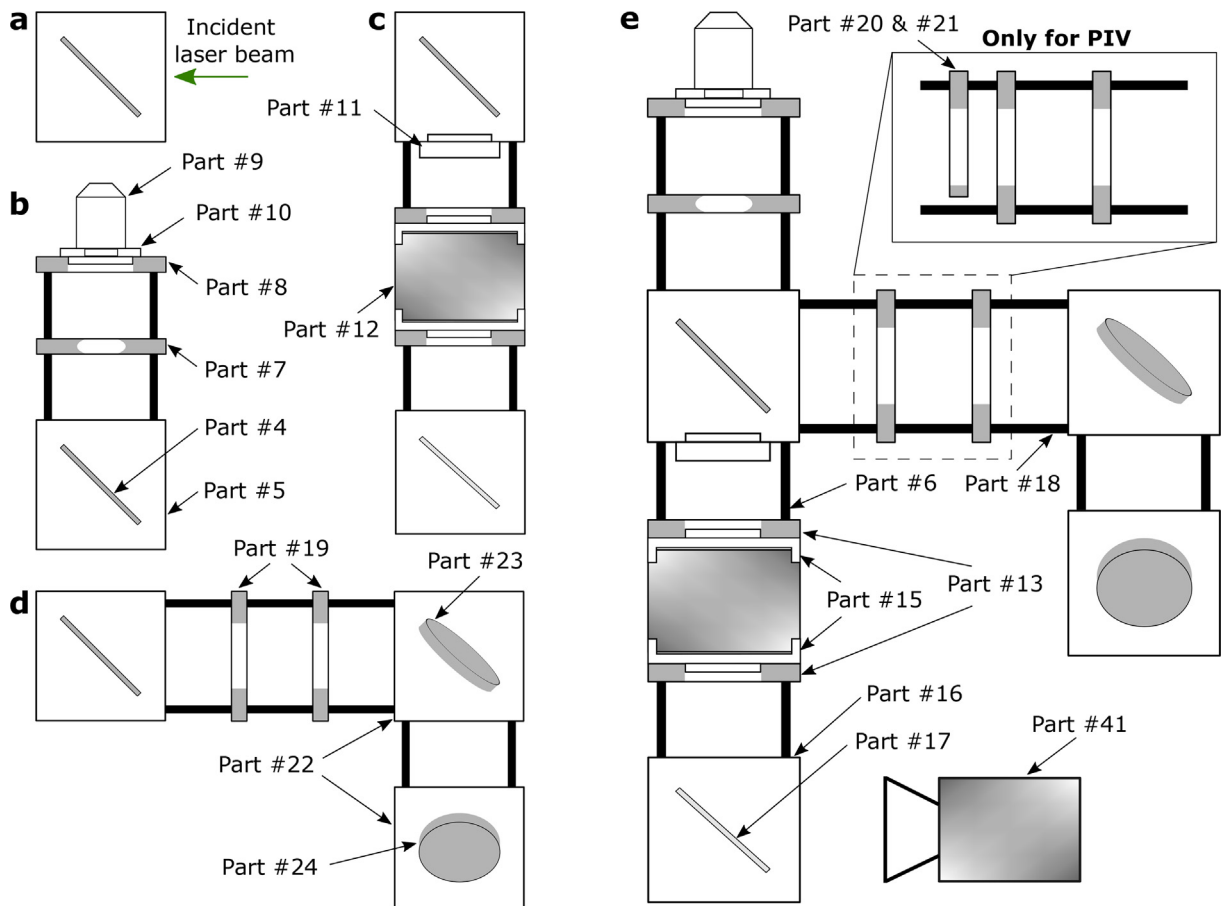 a
Incident
laser beam
b
Part #9
Part #10
Part #8
Part #7
Part #4
Part #5
c
Part #11
Part #12
d
Part #19
Part #23
Part #22
Part #24
e
Part #20 & #21
Only for PIV
Part #6
Part #18
Part #13
Part #15
Part #16
Part #17
Part #41